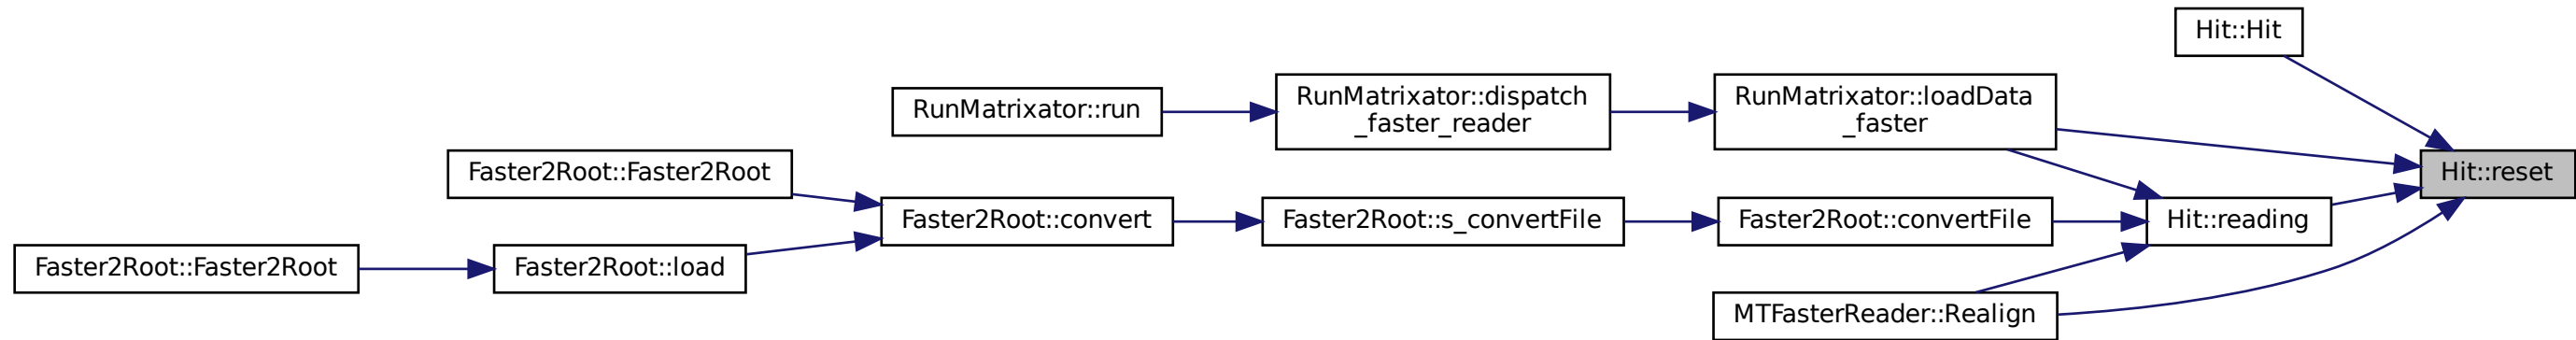 Hit::Hit
RunMatrixator::run
RunMatrixator::dispatch
_faster_reader
RunMatrixator::loadData
_faster
Faster2Root::Faster2Root
Hit::reset
Faster2Root::convert
Faster2Root::s_convertFile
Faster2Root::convertFile
Hit::reading
Faster2Root::Faster2Root
Faster2Root::load
MTFasterReader::Realign